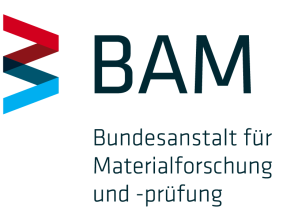 BAM
Bundesanstalt für
Materialforschung
und -prüfung